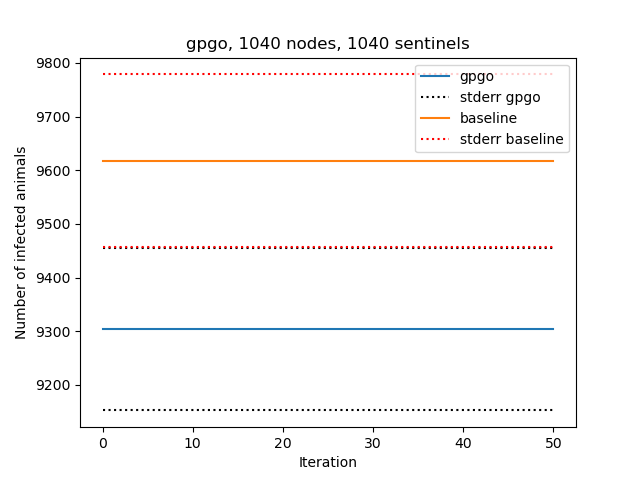 gpgo, 1040 nodes, 1040 sentinels
9800
9700
9600
9500
9400
9300
9200
Number of infected animals
gpgo
stderr gpgo
baseline
stderr baseline
0 10 20 30 40 50
Iteration